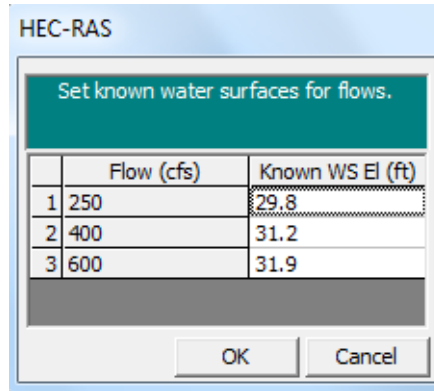 HEC-RAS
Set known water surfaces for flows.
Flow (cfs) Known WS El (ft)
1 250 29.8
2 400 31.2
3 600 31.9
OK Cancel